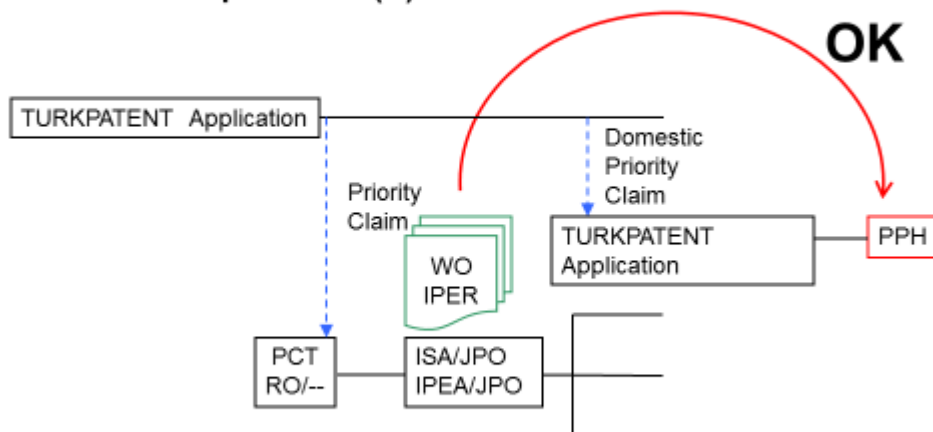 OK
TURKPATENT Application
Domestic
Priority
Claim
Priority
Claim
WO
IPER
TURKPATENT
Application
PPH
PCT
RO/--
ISA/JPO
IPEA/JPO